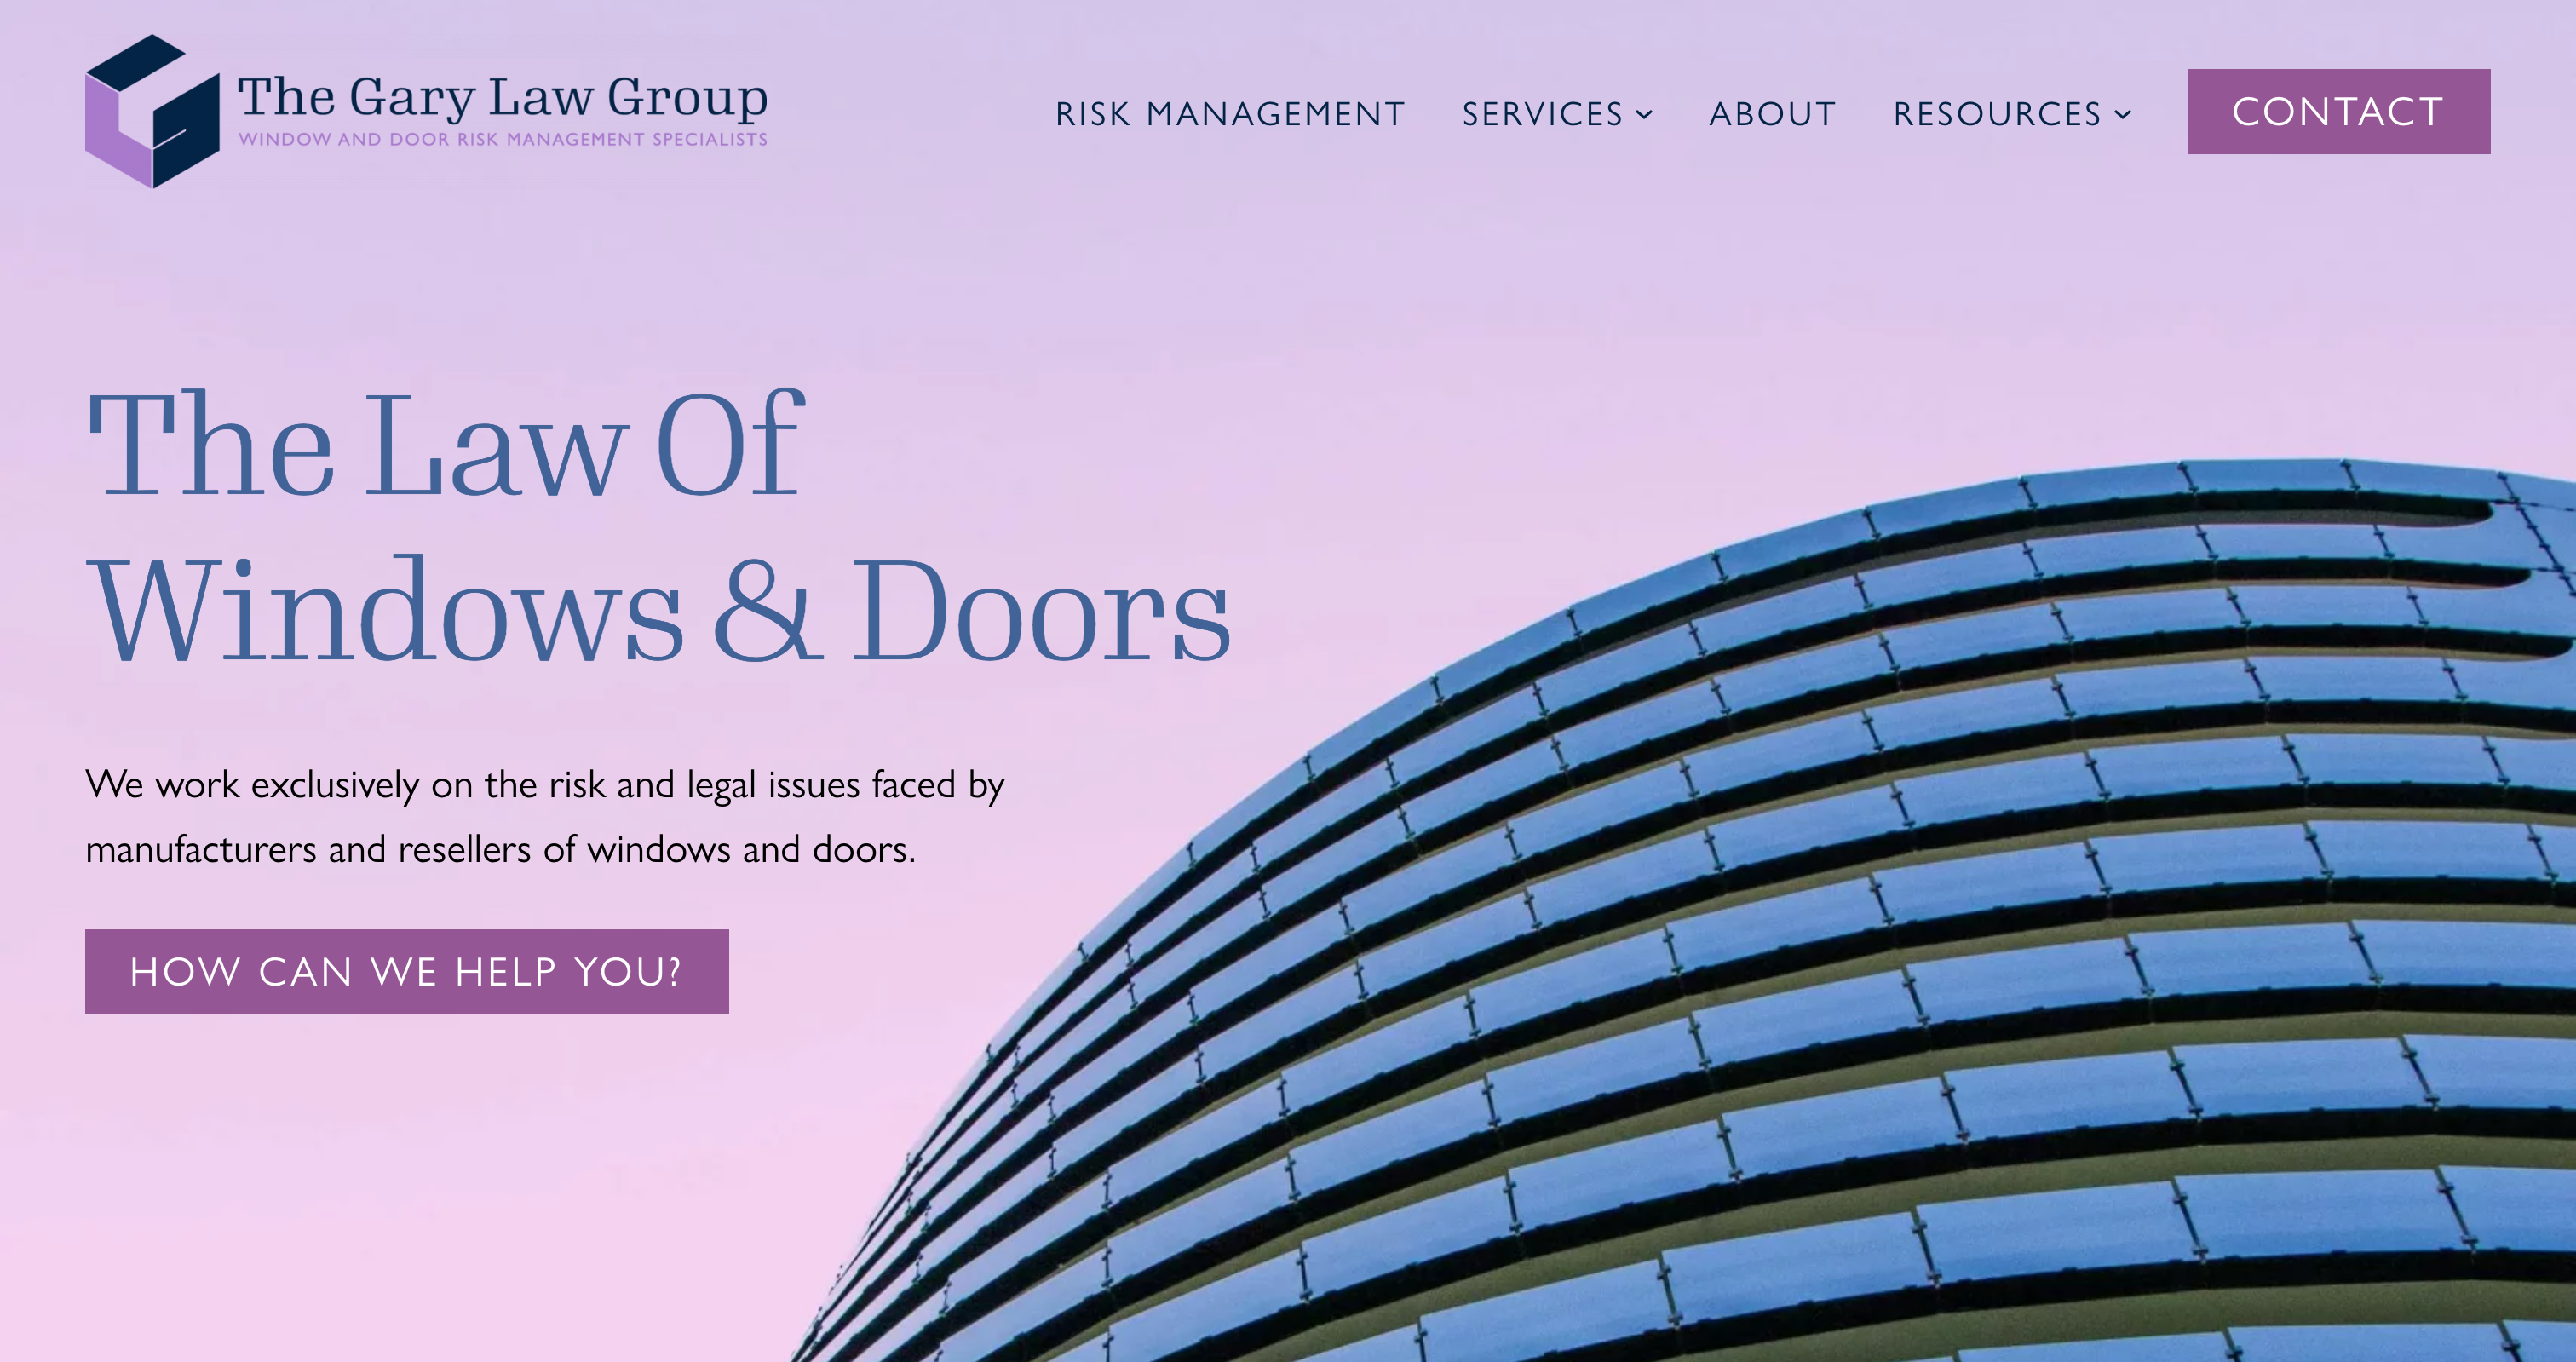 The Gary Law Group
WINDOW AND DOOR RISK MANAGEMENT SPECIALISTS
RISK MANAGEMENT
SERVICES
ABOUT
RESOURCES
CONTACT
The Law Of
Windows & Doors
We work exclusively on the risk and legal issues faced by
manufacturers and resellers of windows and doors.
HOW CAN WE HELP YOU?